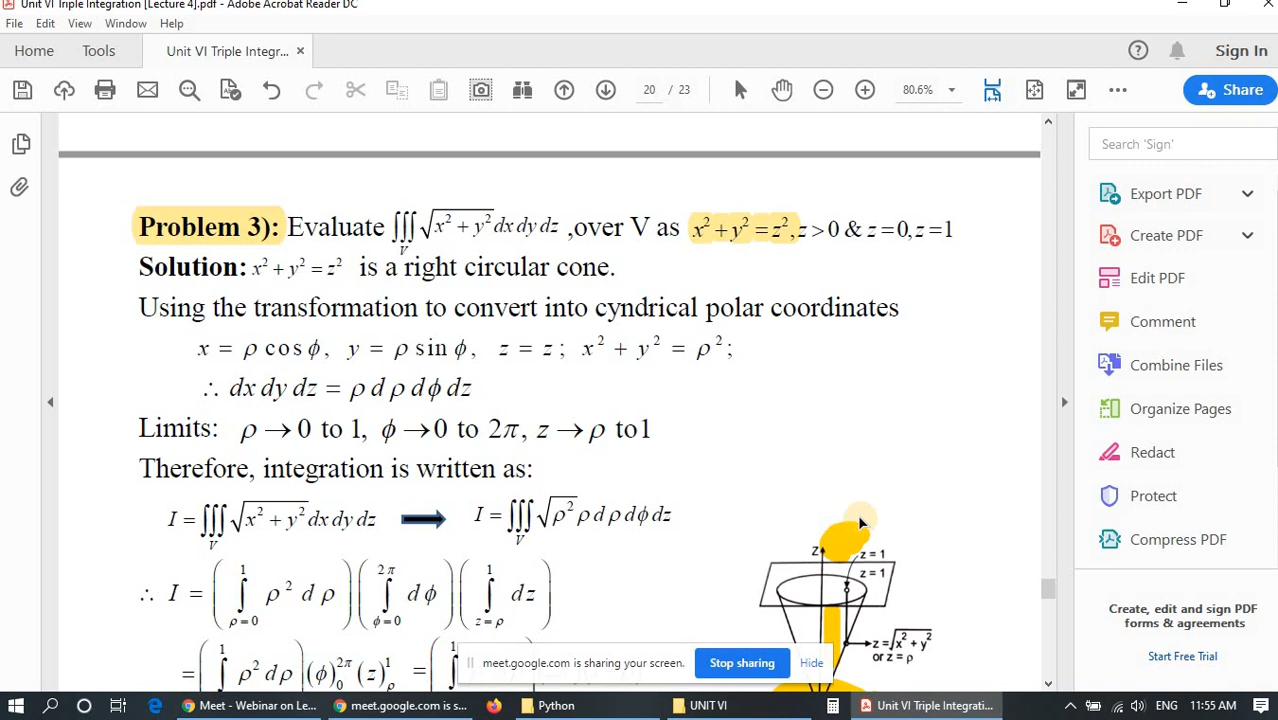 Unit VI Triple Integration [Lecture 4].pdf - Adobe Acrobat Reader DC
File Edit View Window Help
Home Tools Unit VI Triple Integr... × Sign In
20 / 23 80.6% Share
Search 'Sign'
Export PDF
Create PDF
Edit PDF
Comment
Combine Files
Organize Pages
Redact
Protect
Compress PDF
Create, edit and sign PDF
forms & agreements
Start Free Trial
Problem 3): Evaluate ∭_V √(x² + y²) dx dy dz ,over V as x² + y² = z², z > 0 & z = 0, z = 1
Solution: x² + y² = z² is a right circular cone.
Using the transformation to convert into cyndrical polar coordinates
x = ρ cos ϕ, y = ρ sin ϕ, z = z ; x² + y² = ρ² ;
∴ dx dy dz = ρ d ρ d ϕ dz
Limits: ρ → 0 to 1, ϕ → 0 to 2π, z → ρ to1
Therefore, integration is written as:
I = ∭_V √(x² + y²) dx dy dz I = ∭_V √(ρ²) ρ d ρ d ϕ dz
∴ I = ( ∫_{ρ=0}^{1} ρ² d ρ ) ( ∫_{ϕ=0}^{2π} d ϕ ) ( ∫_{z=ρ}^{1} dz )
= ( ∫^{1} ρ² d ρ ) (ϕ)_0^{2π} (z)_ρ^1 = ( ∫^{1}
z
z = 1
z = 1
z = √(x² + y²)
or z = ρ
meet.google.com is sharing your screen. Stop sharing Hide
Meet - Webinar on Le... meet.google.com is s... Python UNIT VI Unit VI Triple Integrati... ENG 11:55 AM